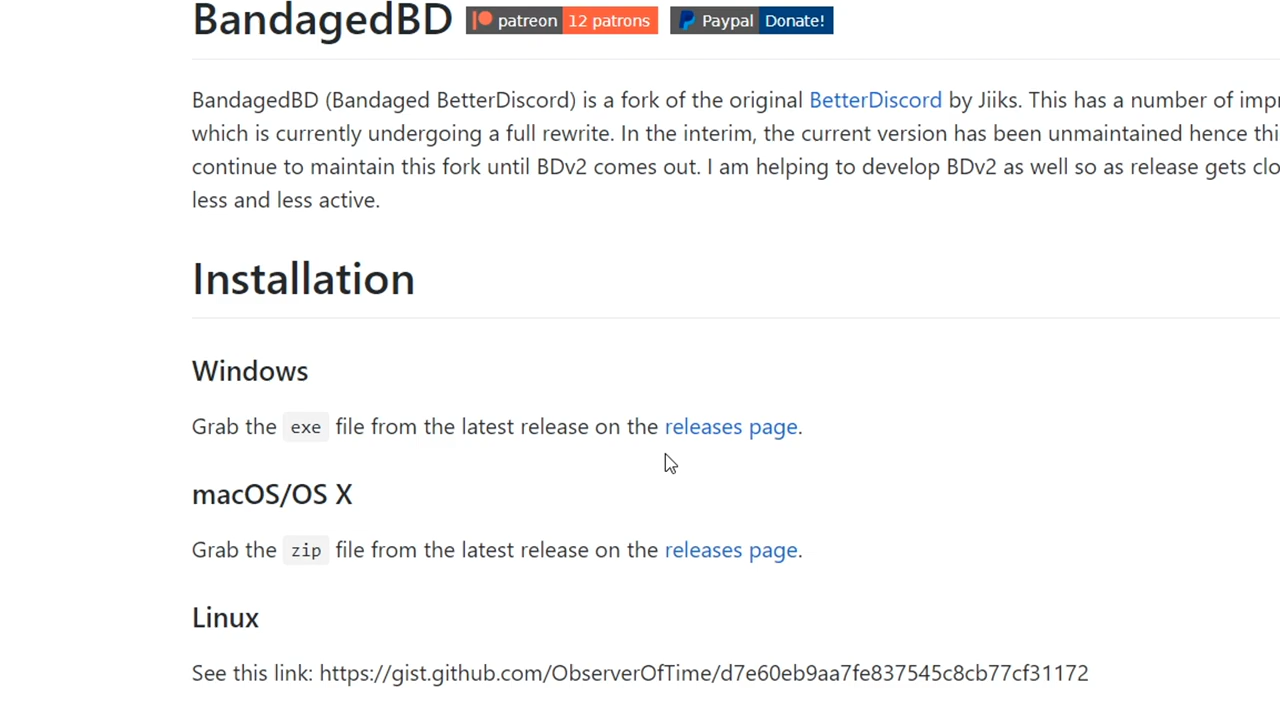 BandagedBD patreon 12 patrons Paypal Donate!
BandagedBD (Bandaged BetterDiscord) is a fork of the original BetterDiscord by Jiiks. This has a number of
which is currently undergoing a full rewrite. In the interim, the current version has been unmaintained hence
continue to maintain this fork until BDv2 comes out. I am helping to develop BDv2 as well so as release gets
less and less active.
Installation
Windows
Grab the exe file from the latest release on the releases page.
macOS/OS X
Grab the zip file from the latest release on the releases page.
Linux
See this link: https://gist.github.com/ObserverOfTime/d7e60eb9aa7fe837545c8cb77cf31172